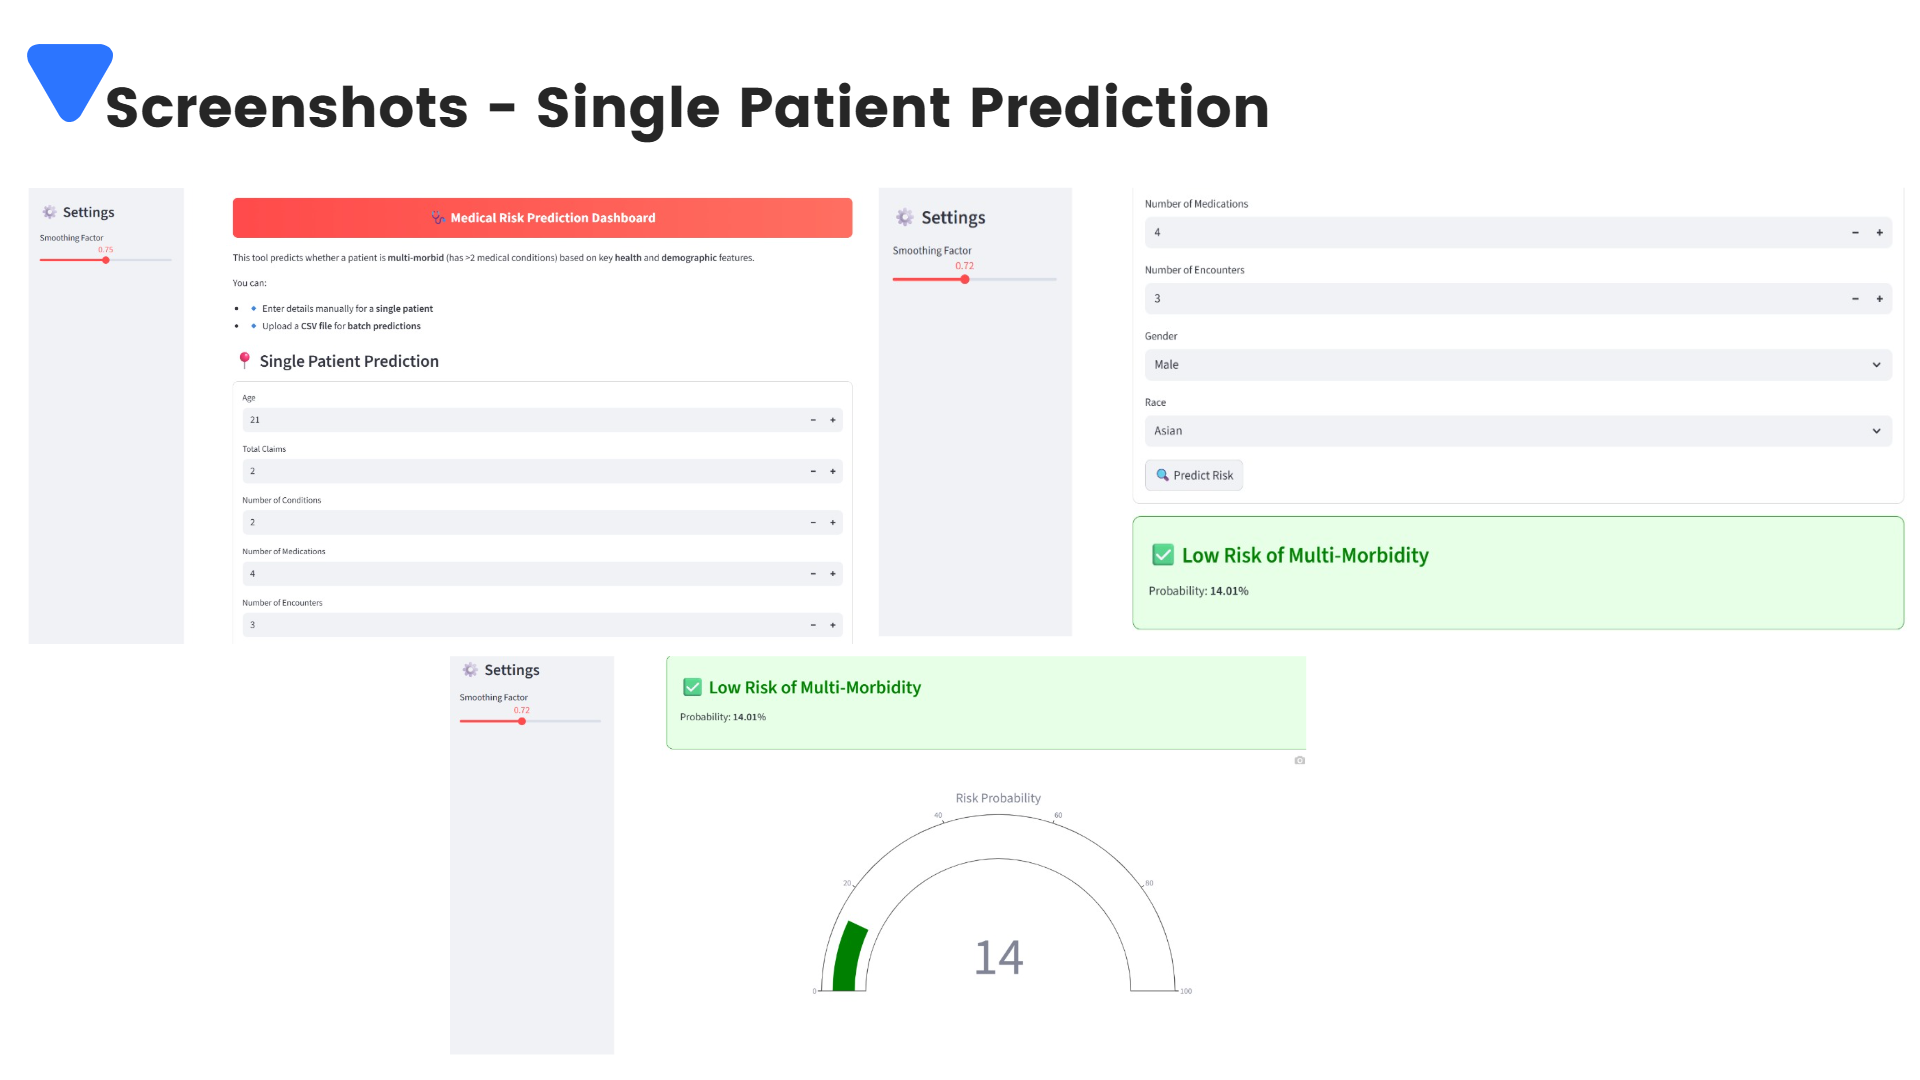 Screenshots - Single Patient Prediction
Settings
Smoothing Factor
0.75
Medical Risk Prediction Dashboard
This tool predicts whether a patient is multi-morbid (has >2 medical conditions) based on key health and demographic features.
You can:
Enter details manually for a single patient
Upload a CSV file for batch predictions
Single Patient Prediction
Age
21
Total Claims
2
Number of Conditions
2
Number of Medications
4
Number of Encounters
3
Settings
Smoothing Factor
0.72
Number of Medications
4
Number of Encounters
3
Gender
Male
Race
Asian
Predict Risk
Low Risk of Multi-Morbidity
Probability: 14.01%
Settings
Smoothing Factor
0.72
Low Risk of Multi-Morbidity
Probability: 14.01%
Risk Probability
0
20
40
60
80
100
14